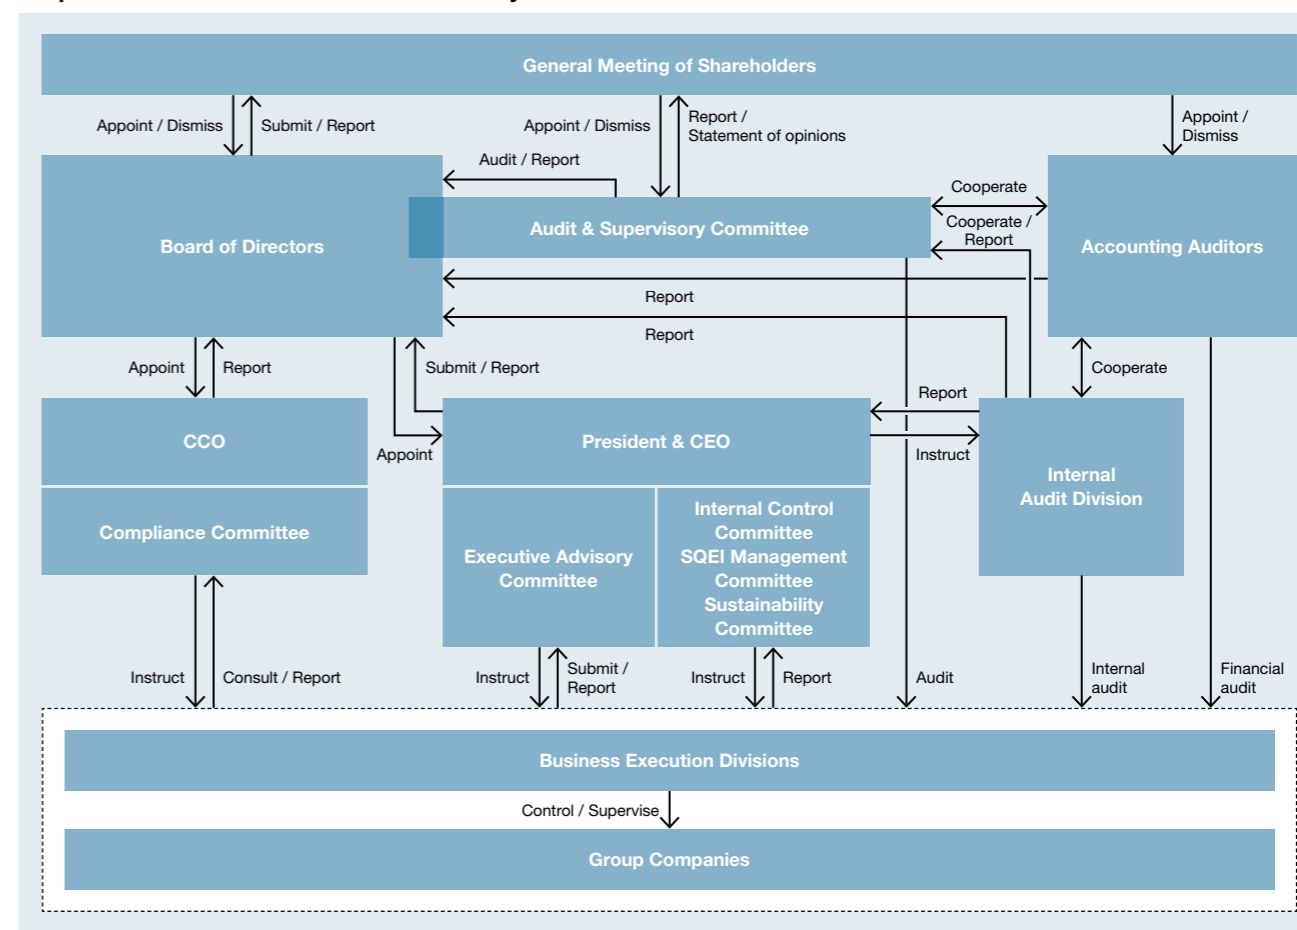 General Meeting of Shareholders
Appoint / Dismiss
Submit / Report
Appoint / Dismiss
Report /
Statement of opinions
Appoint /
Dismiss
Audit / Report
Board of Directors
Audit & Supervisory Committee
Cooperate
Cooperate /
Report
Accounting Auditors
Report
Report
Appoint
Report
Submit / Report
Cooperate
CCO
Appoint
President & CEO
Report
Instruct
Internal
Audit Division
Compliance Committee
Executive Advisory
Committee
Internal Control
Committee
SQEI Management
Committee
Sustainability
Committee
Instruct
Consult / Report
Instruct
Submit /
Report
Instruct
Report
Audit
Internal
audit
Financial
audit
Business Execution Divisions
Control / Supervise
Group Companies